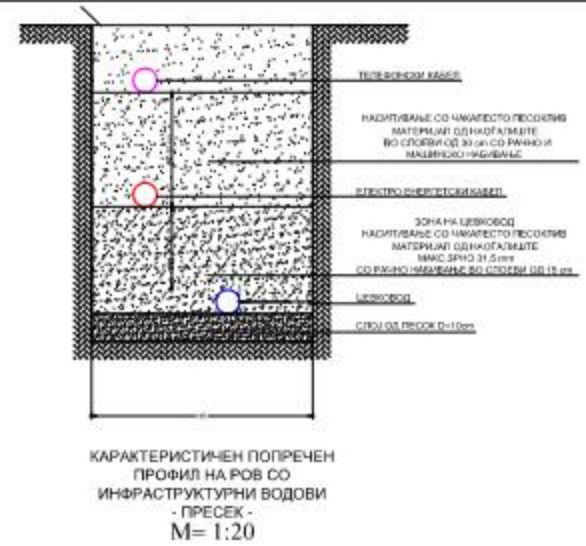 ТЕЛЕФОНСКИ КАБЕЛ
НАСИПУВАЊЕ СО ЧАКАЛЕСТО ПЕСОКЛИВ
МАТЕРИЈАЛ ОД НАОГАЛИШТЕ
ВО СЛОЕВИ ОД 30 cm СО РАЧНО И
МАШИНСКО НАБИВАЊЕ
ЕЛЕКТРО ЕНЕРГЕТСКИ КАБЕЛ
ЗОНА НА ЦЕВКОВОД
НАСИПУВАЊЕ СО ЧАКАЛЕСТО ПЕСОКЛИВ
МАТЕРИЈАЛ ОД НАОГАЛИШТЕ
МАКС ЗРНО 31,5 mm
СО РАЧНО НАБИВАЊЕ ВО СЛОЕВИ ОД 15 cm
ЦЕВКОВОД
СЛОЈ ОД ПЕСОК D=10cm
КАРАКТЕРИСТИЧЕН ПОПРЕЧЕН
ПРОФИЛ НА РОВ СО
ИНФРАСТРУКТУРНИ ВОДОВИ
- ПРЕСЕК -
М= 1:20